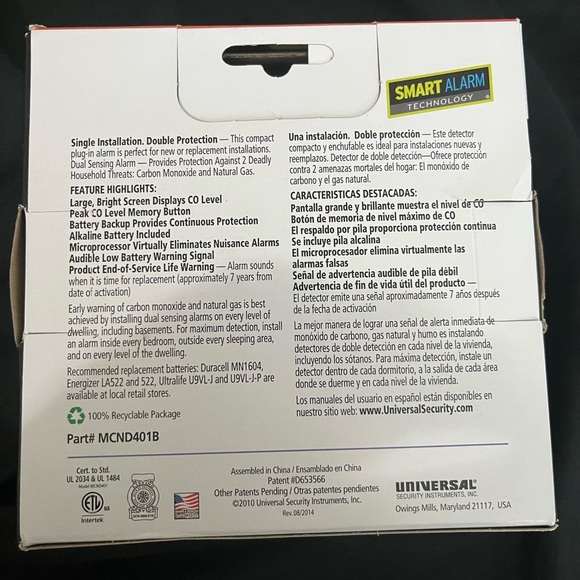 SMART ALARM
TECHNOLOGY
Single Installation. Double Protection — This compact
plug-in alarm is perfect for new or replacement installations.
Dual Sensing Alarm — Provides Protection Against 2 Deadly
Household Threats: Carbon Monoxide and Natural Gas.
FEATURE HIGHLIGHTS:
Large, Bright Screen Displays CO Level
Peak CO Level Memory Button
Battery Backup Provides Continuous Protection
Alkaline Battery Included
Microprocessor Virtually Eliminates Nuisance Alarms
Audible Low Battery Warning Signal
Product End-of-Service Life Warning — Alarm sounds
when it is time for replacement (approximately 7 years from
date of activation)
Early warning of carbon monoxide and natural gas is best
achieved by installing dual sensing alarms on every level of
dwelling, including basements. For maximum detection, install
an alarm inside every bedroom, outside every sleeping area,
and on every level of the dwelling.
Recommended replacement batteries: Duracell MN1604,
Energizer LA522 and 522, Ultralife U9VL-J and U9VL-J-P are
available at local retail stores.
100% Recyclable Package
Part# MCND401B
Una instalación. Doble protección — Este detector
compacto y enchufable es ideal para instalaciones nuevas y
reemplazos. Detector de doble detección—Ofrece protección
contra 2 amenazas mortales del hogar: El monóxido de
carbono y el gas natural.
CARACTERISTICAS DESTACADAS:
Pantalla grande y brillante muestra el nivel de CO
Botón de memoria de nivel máximo de CO
El respaldo por pila proporciona protección continua
Se incluye pila alcalina
El microprocesador elimina virtualmente las
alarmas falsas
Señal de advertencia audible de pila débil
Advertencia de fin de vida útil del producto —
El detector emite una señal aproximadamente 7 años después
de la fecha de activación
La mejor manera de lograr una señal de alerta inmediata de
monóxido de carbono, gas natural y humo es instalando
detectores de doble detección en cada nivel de la vivienda,
incluyendo los sótanos. Para máxima detección, instale un
detector dentro de cada dormitorio, a la salida de cada área
donde se duerme y en cada nivel de la vivienda.
Los manuales del usuario en español están disponibles en
nuestro sitio web: www.UniversalSecurity.com
Cert. to Std.
UL 2034 & UL 1484
Model MCND401
ETL
us
Intertek
Assembled in China / Ensamblado en China
Patent #D653566
Other Patents Pending / Otras patentes pendientes
©2010 Universal Security Instruments, Inc.
Rev. 08/2014
UNIVERSAL®
SECURITY INSTRUMENTS, INC.
Owings Mills, Maryland 21117, USA